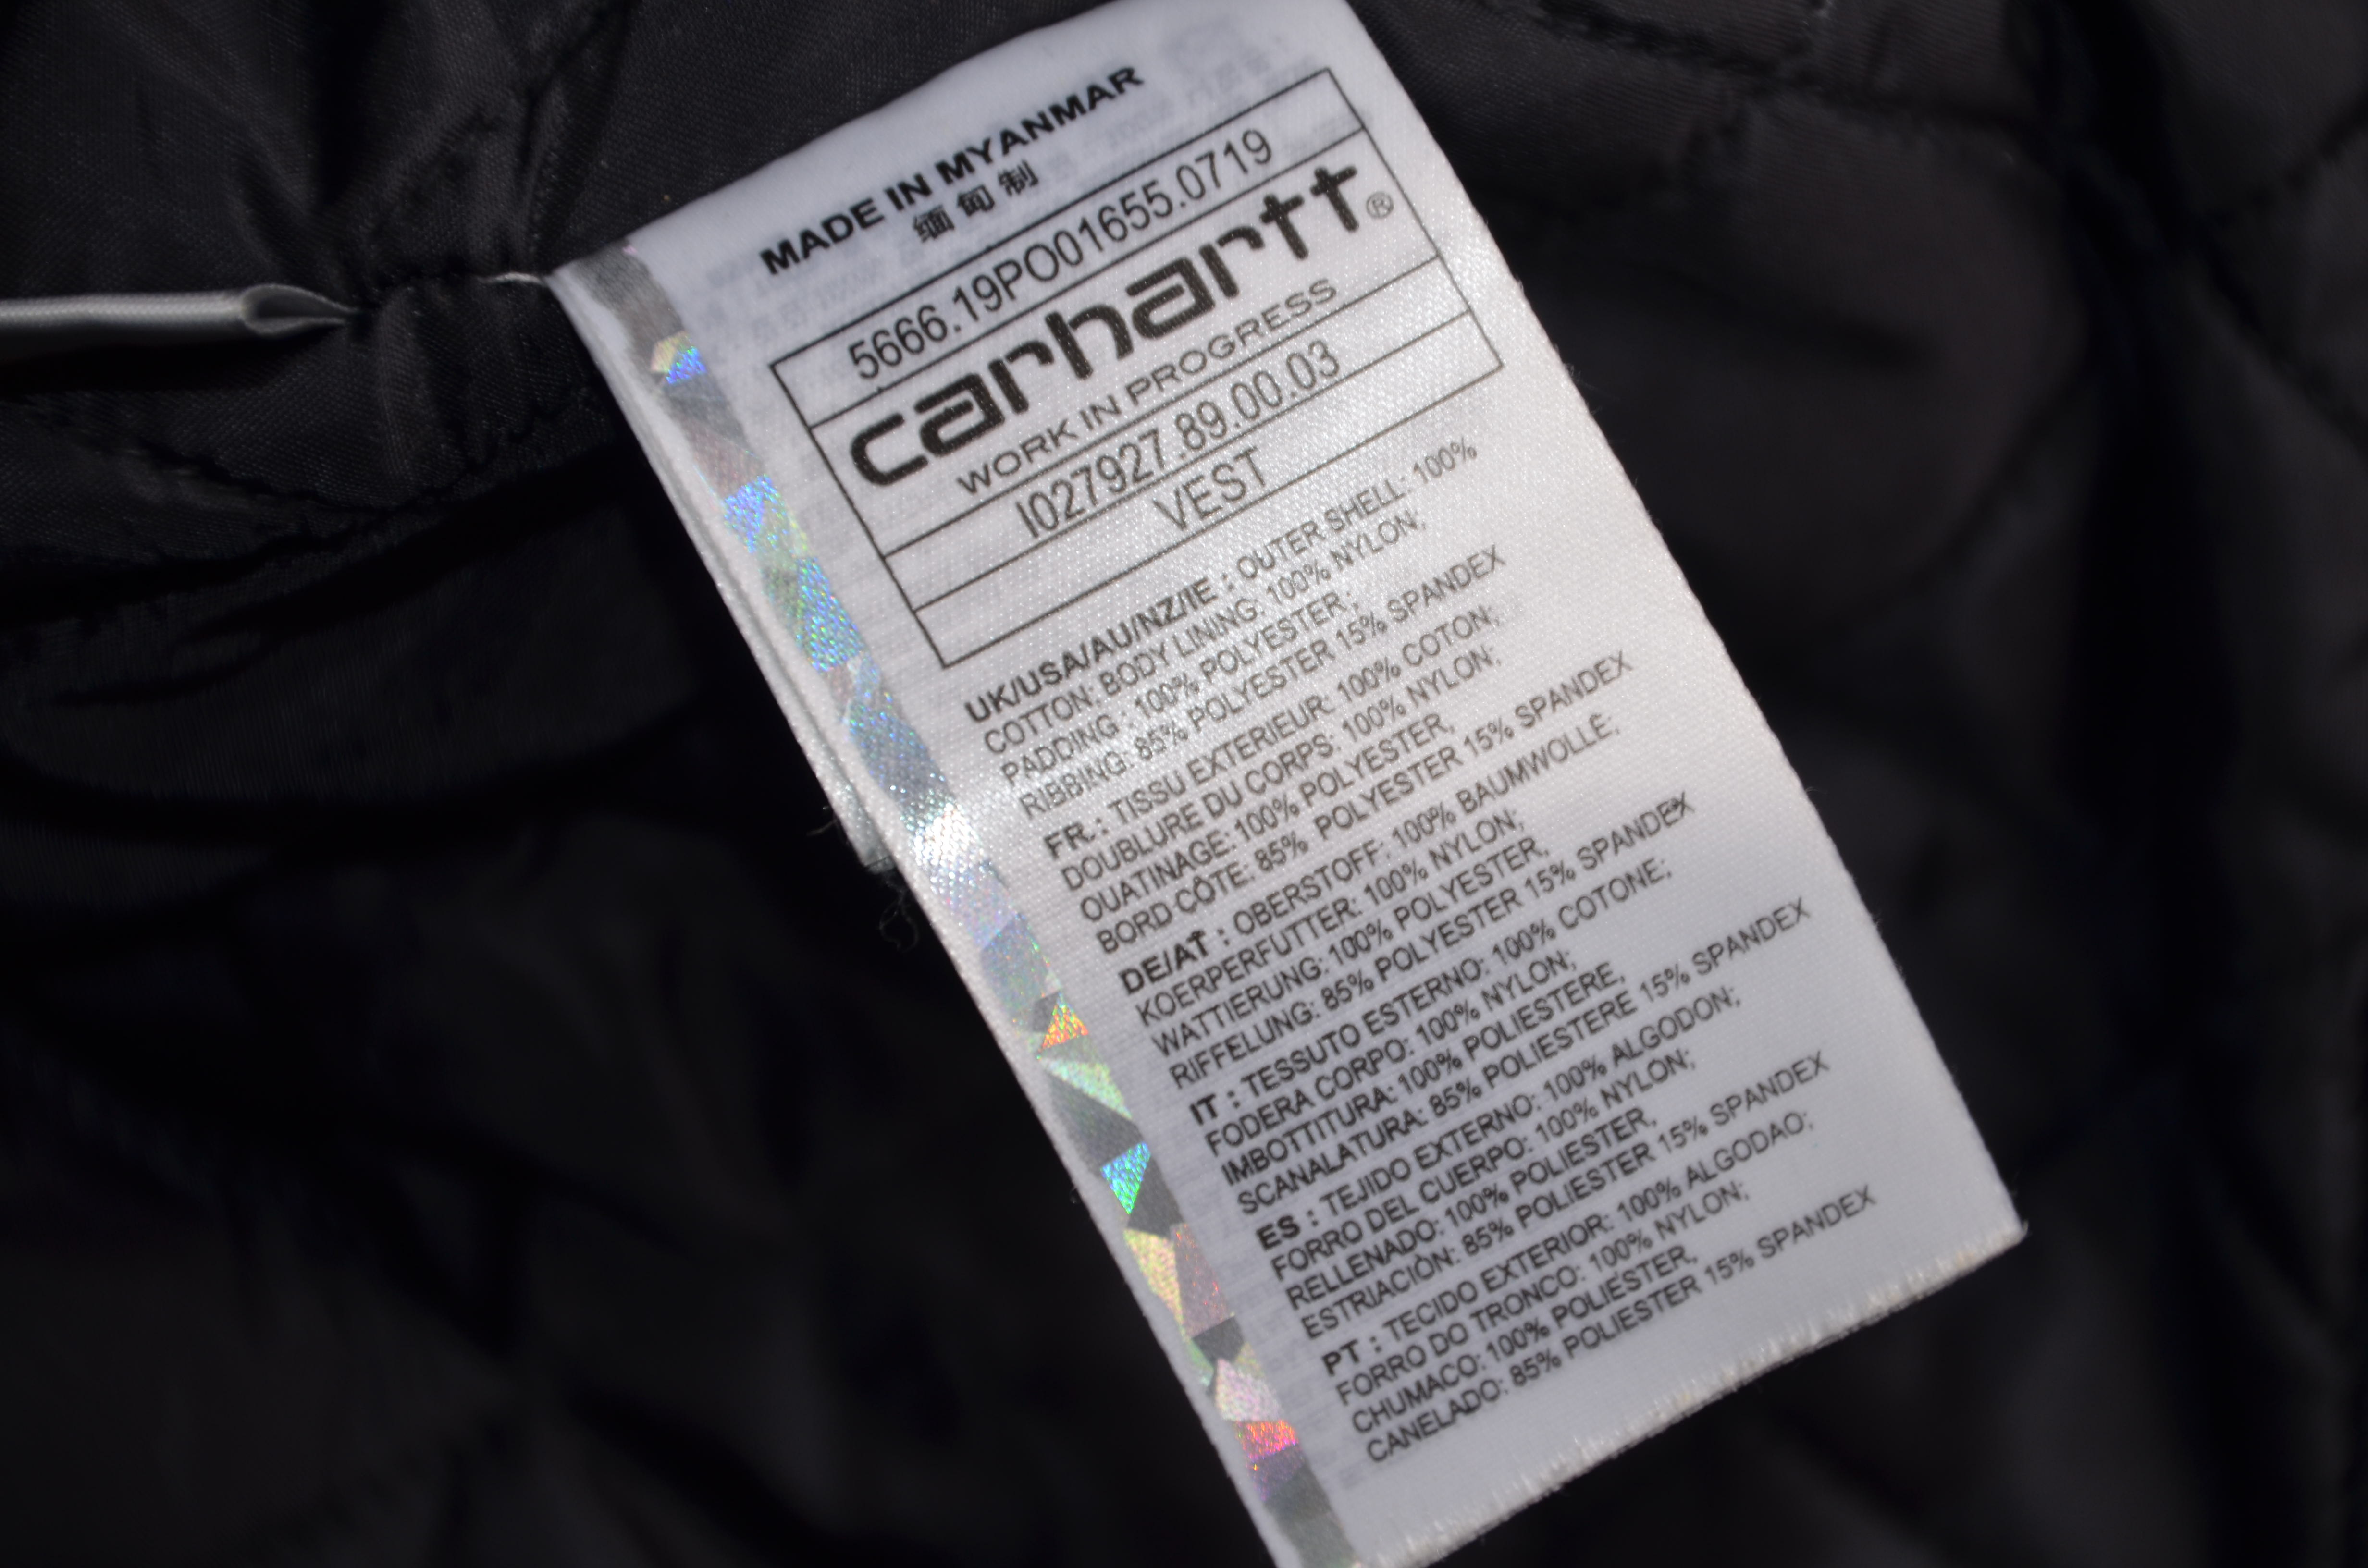 MADE IN MYANMAR
缅甸制
5666.19PO01655.0719
carhartt®
WORK IN PROGRESS
I027927.89.00.03
VEST
UK/USA/AU/NZ/IE : OUTER SHELL: 100%
COTTON; BODY LINING: 100% NYLON;
PADDING : 100% POLYESTER,;
RIBBING: 85% POLYESTER 15% SPANDEX
FR : TISSU EXTERIEUR: 100% COTON;
DOUBLURE DU CORPS: 100% NYLON;
OUATINAGE: 100% POLYESTER,
BORD CÔTE: 85% POLYESTER 15% SPANDEX
DE/AT : OBERSTOFF: 100% BAUMWOLLE;
KOERPERFUTTER: 100% NYLON;
WATTIERUNG: 100% POLYESTER,
RIFFELUNG: 85% POLYESTER 15% SPANDEX
IT : TESSUTO ESTERNO: 100% COTONE;
FODERA CORPO: 100% NYLON;
IMBOTTITURA: 100% POLIESTERE,
SCANALATURA: 85% POLIESTERE 15% SPANDEX
ES : TEJIDO EXTERNO: 100% ALGODON;
FORRO DEL CUERPO: 100% NYLON;
RELLENADO: 100% POLIESTER,
ESTRIACIÒN: 85% POLIESTER 15% SPANDEX
PT : TECIDO EXTERIOR: 100% ALGODAO;
FORRO DO TRONCO: 100% NYLON;
CHUMACO: 100% POLIESTER,
CANELADO: 85% POLIESTER 15% SPANDEX